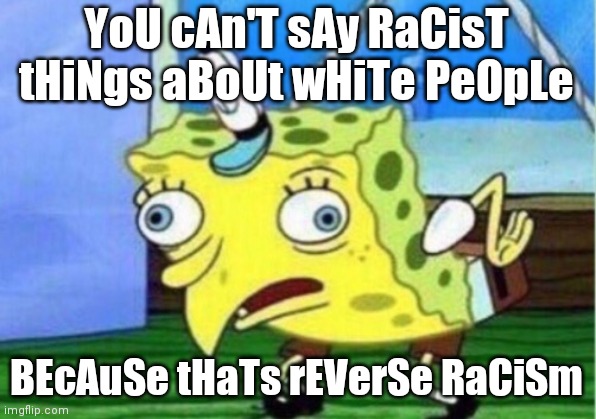 YoU cAn'T sAy RaCisT
tHiNgs aBoUt wHiTe PeOpLe
BEcAuSe tHaTs rEVerSe RaCiSm
imgflip.com